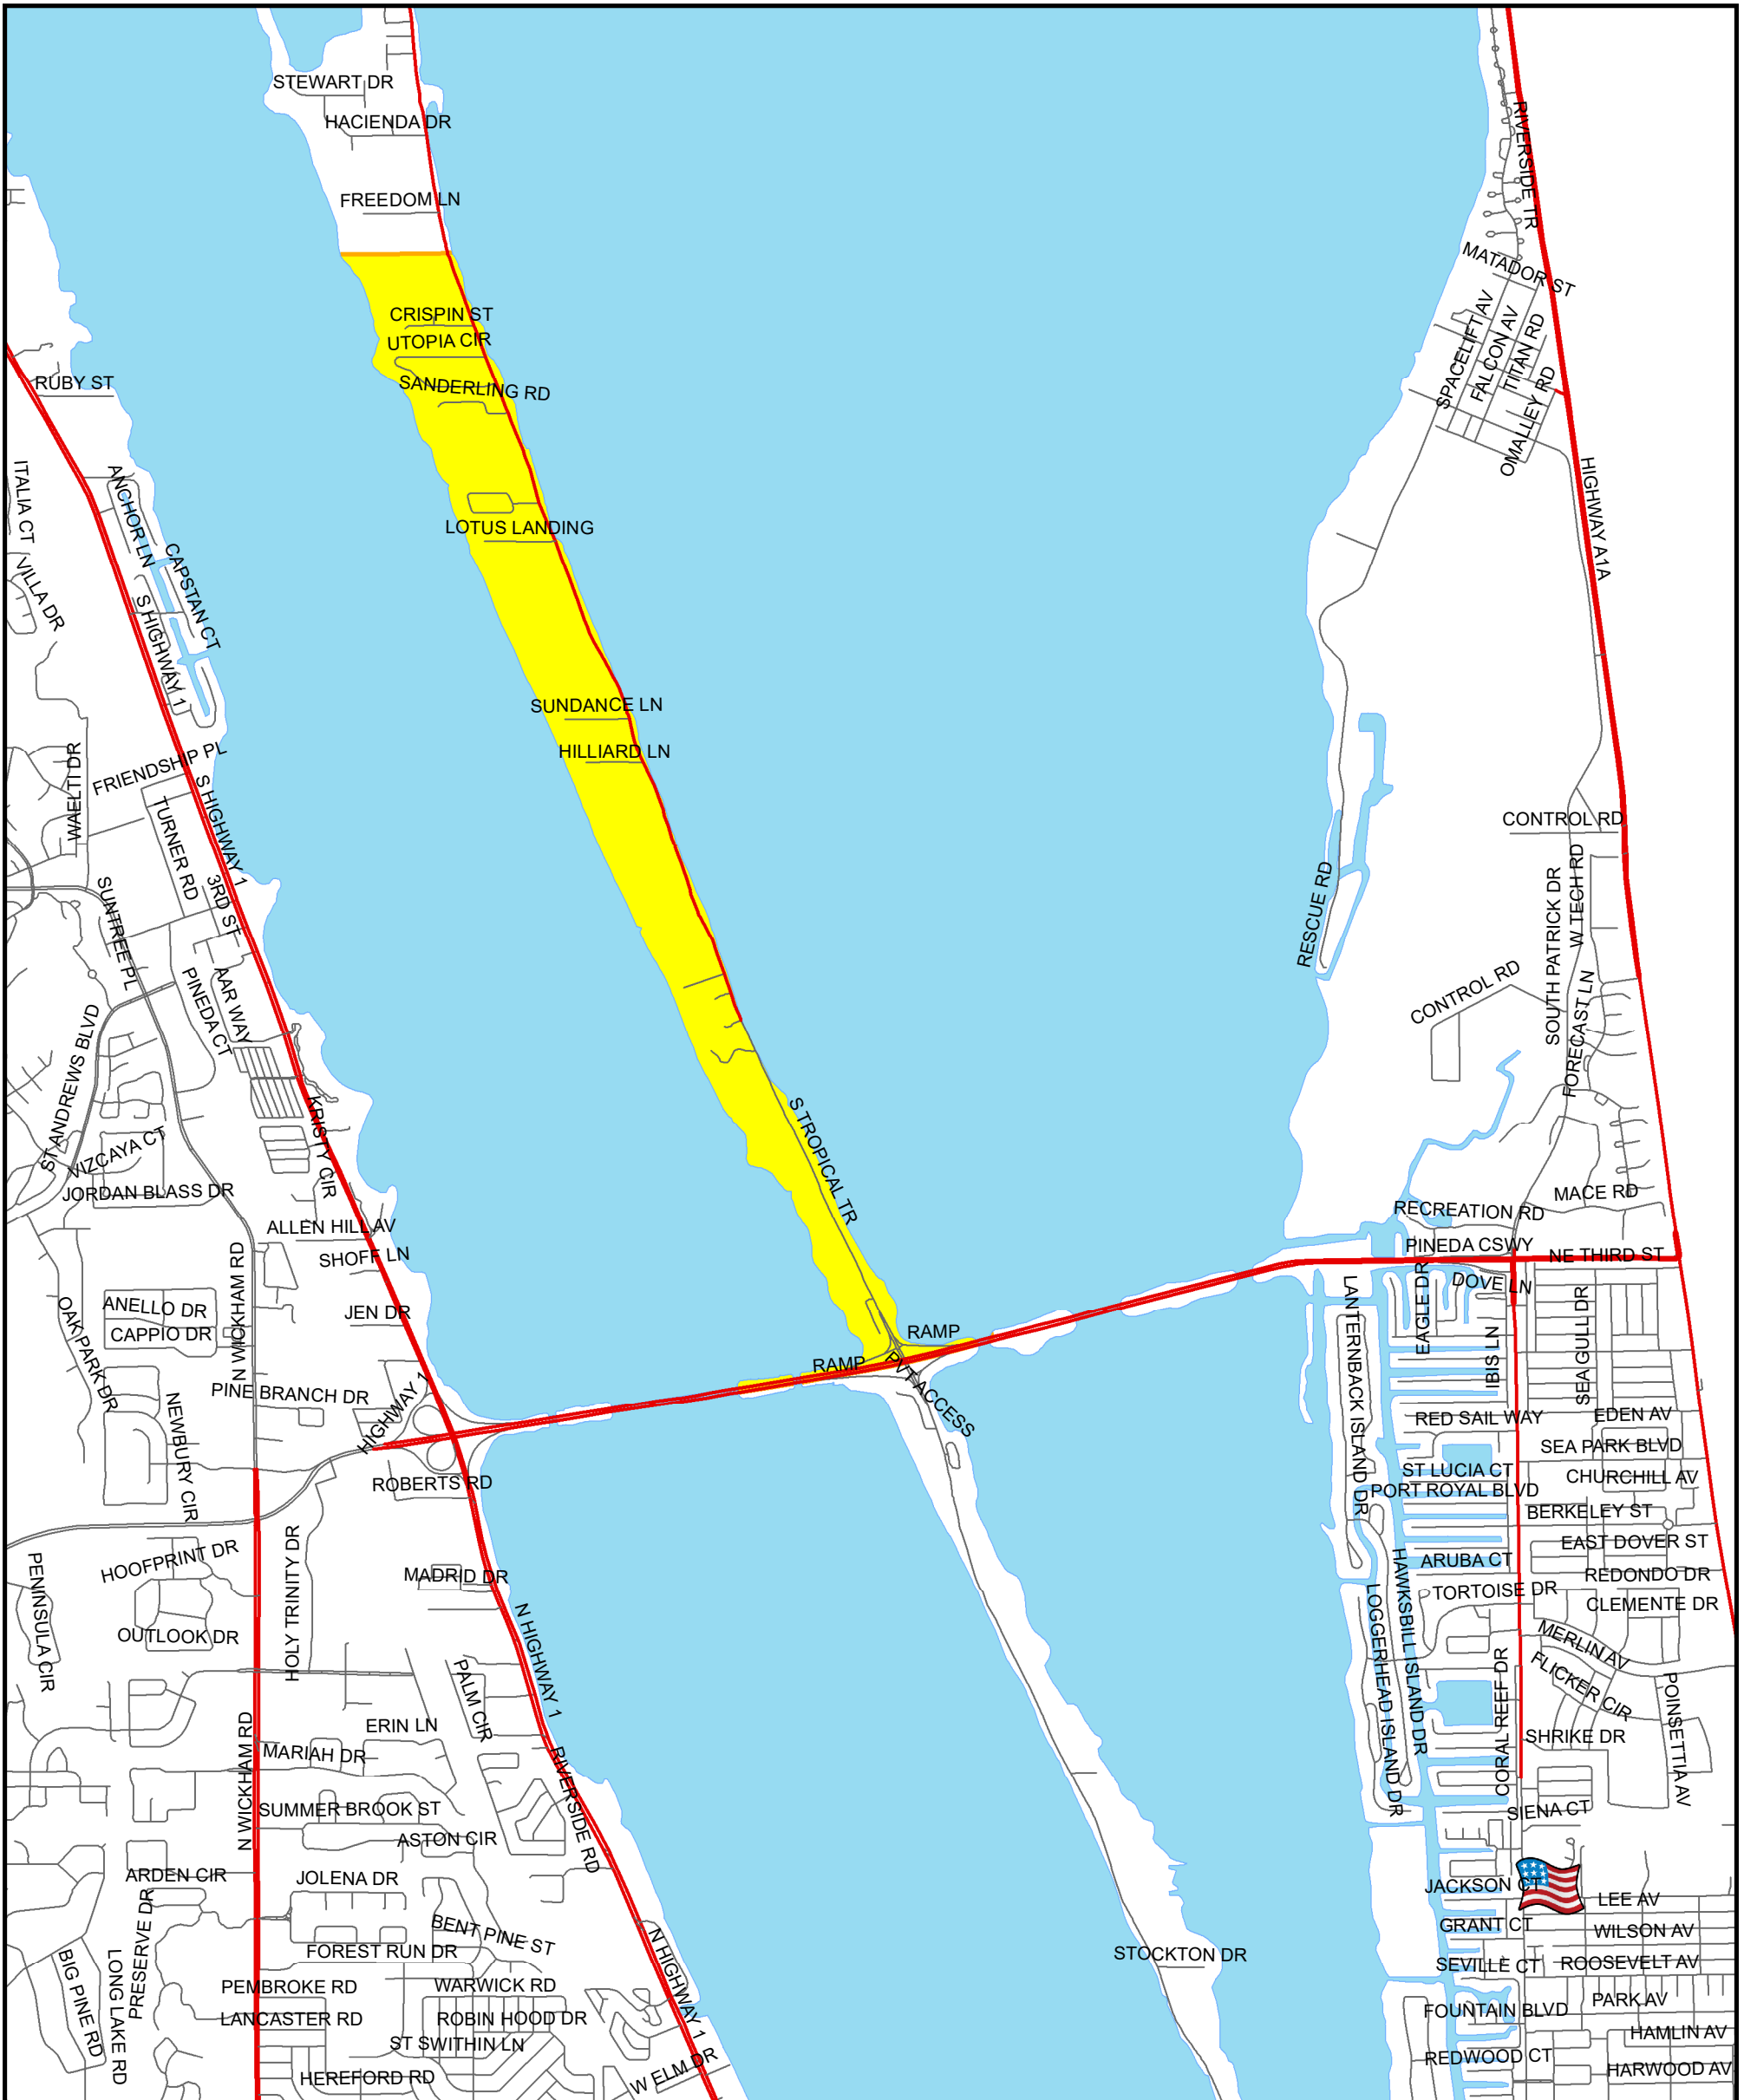 STEWART DR
HACIENDA DR
RIVERSIDE TR
FREEDOM LN
MATADOR ST
CRISPIN ST
UTOPIA CIR
SPACELIFT AV
FALCON AV
TITAN RD
RUBY ST
SANDERLING RD
OMALLEY RD
ITALIA CT
ANCHOR LN
HIGHWAY A1A
LOTUS LANDING
VILLA DR
CAPSTAN CT
S HIGHWAY 1
SUNDANCE LN
HILLIARD LN
WAELTI DR
FRIENDSHIP PL
S HIGHWAY 1
TURNER RD
CONTROL RD
SUNTREE PL
3RD ST
RESCUE RD
SOUTH PATRICK DR
W TECH RD
PINEDA CT
AAR WAY
CONTROL RD
FORECAST LN
ST ANDREWS BLVD
KRISTY CIR
S TROPICAL TR
VIZCAYA CT
JORDAN BLASS DR
MACE RD
ALLEN HILL AV
RECREATION RD
SHOFF LN
PINEDA CSWY
NE THIRD ST
N WICKHAM RD
OAK PARK DR
ANELLO DR
CAPPIO DR
JEN DR
LANTERNBACK ISLAND DR
EAGLE DR
DOVE LN
IBIS LN
SEAGULL DR
RAMP
RAMP
PVT ACCESS
PINE BRANCH DR
HIGHWAY 1
NEWBURY CIR
RED SAIL WAY
EDEN AV
SEA PARK BLVD
ROBERTS RD
ST LUCIA CT
CHURCHILL AV
PORT ROYAL BLVD
BERKELEY ST
HOLY TRINITY DR
EAST DOVER ST
HOOFPRINT DR
PENINSULA CIR
MADRID DR
ARUBA CT
REDONDO DR
HAWKSBILL ISLAND DR
LOGGERHEAD ISLAND DR
TORTOISE DR
CLEMENTE DR
N HIGHWAY 1
OUTLOOK DR
MERLIN AV
PALM CIR
CORAL REEF DR
FLICKER CIR
POINSETTIA AV
N WICKHAM RD
ERIN LN
MARIAH DR
SHRIKE DR
RIVERSIDE RD
SUMMER BROOK ST
SIENA CT
ASTON CIR
ARDEN CIR
JOLENA DR
JACKSON CT
LEE AV
PRESERVE DR
BENT PINE ST
GRANT CT
WILSON AV
N HIGHWAY 1
FOREST RUN DR
STOCKTON DR
BIG PINE RD
LONG LAKE RD
SEVILLE CT
ROOSEVELT AV
PEMBROKE RD
WARWICK RD
PARK AV
LANCASTER RD
ROBIN HOOD DR
FOUNTAIN BLVD
ST SWITHIN LN
HAMLIN AV
HEREFORD RD
W ELM DR
REDWOOD CT
HARWOOD AV